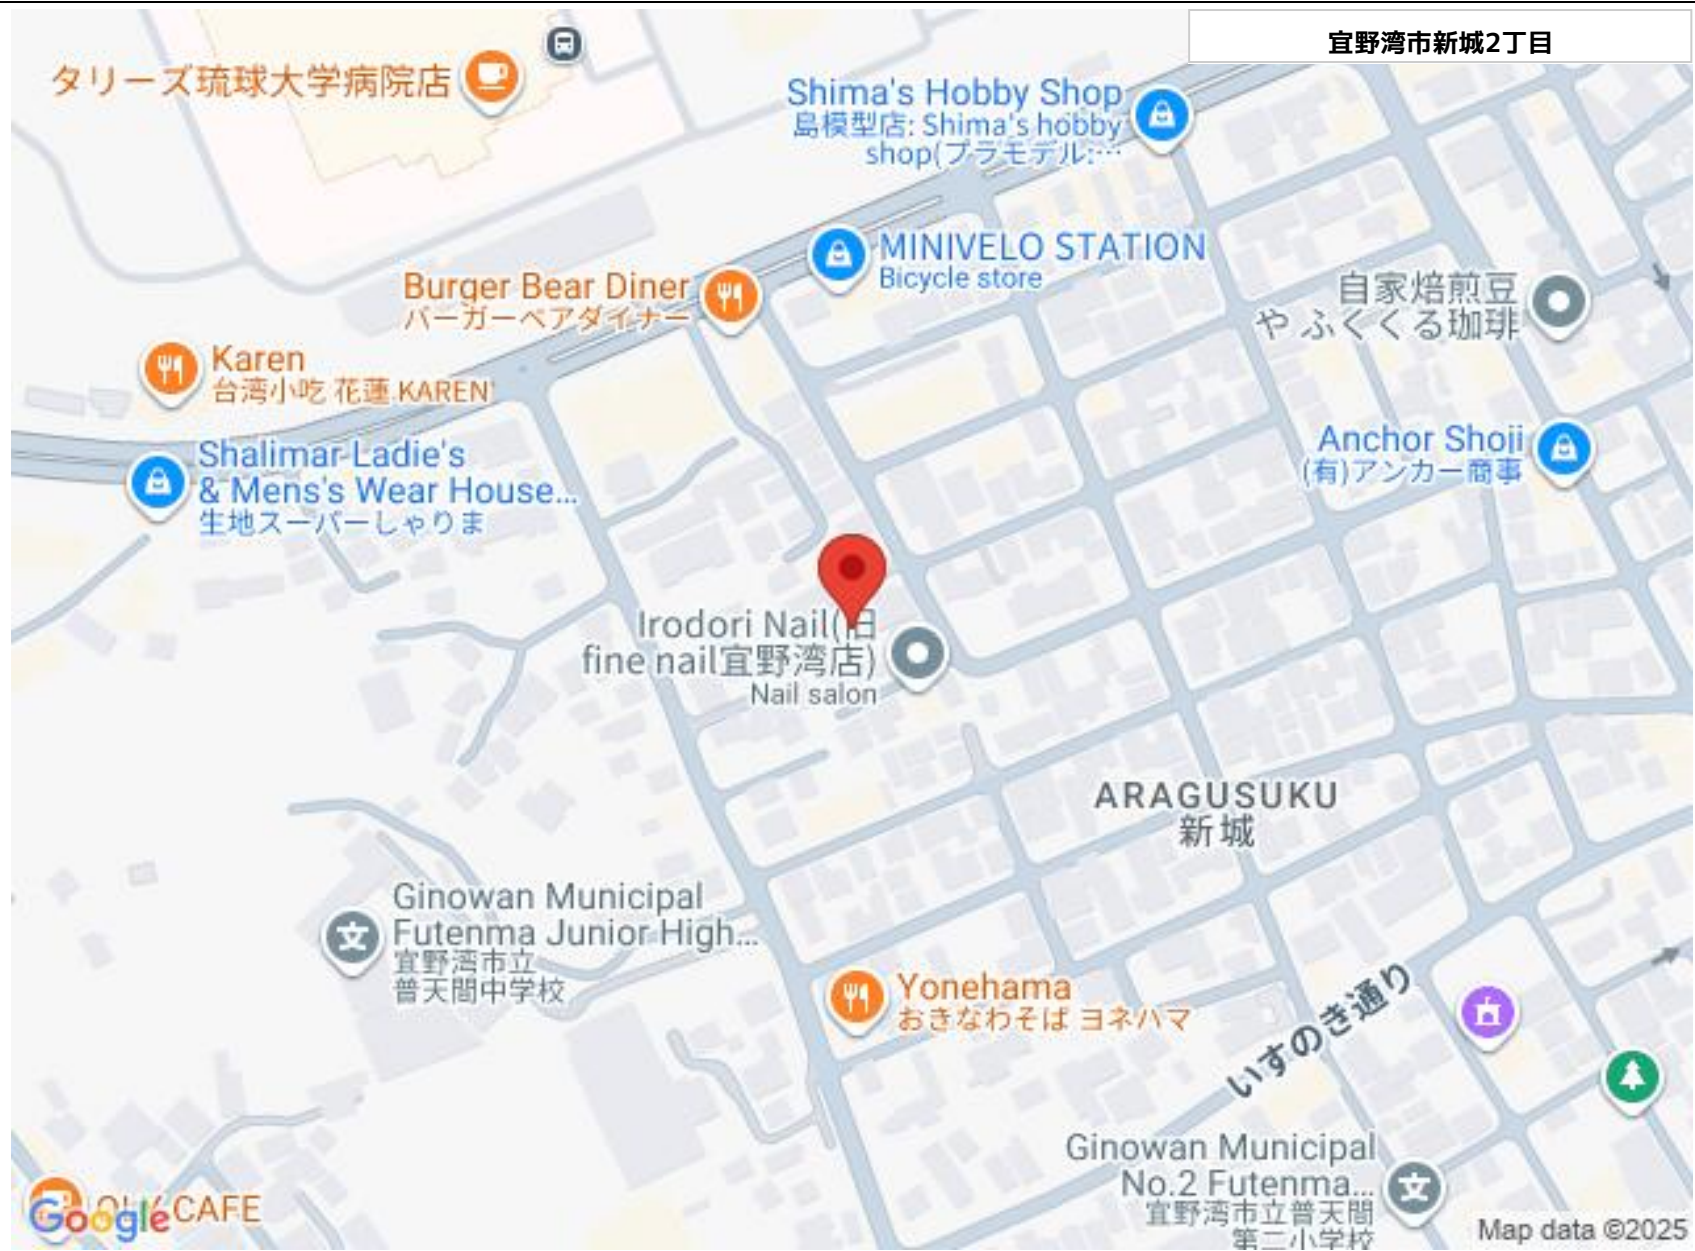 宜野湾市新城2丁目
タリーズ琉球大学病院店
Shima's Hobby Shop
島模型店: Shima's hobby
shop(プラモデル:…
MINIVELO STATION
Bicycle store
Burger Bear Diner
バーガーベアダイナー
自家焙煎豆
や ふくくる珈琲
Karen
台湾小吃 花蓮 KAREN
Anchor Shoji
(有)アンカー商事
Shalimar Ladie's
& Mens's Wear House...
生地スーパーしゃりま
Irodori Nail(旧
fine nail宜野湾店)
Nail salon
ARAGUSUKU
新城
Ginowan Municipal
Futenma Junior High...
宜野湾市立
普天間中学校
Yonehama
おきなわそば ヨネハマ
いすのき通り
Ginowan Municipal
No.2 Futenma...
宜野湾市立普天間
第二小学校
CAFE
Google
Map data ©2025